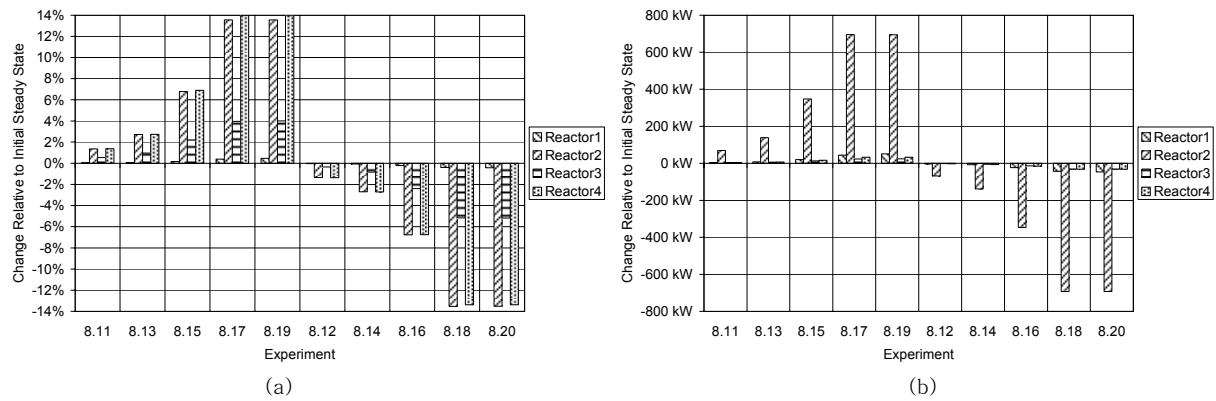 Change Relative to Initial Steady State
14%
12%
10%
8%
6%
4%
2%
0%
-2%
-4%
-6%
-8%
-10%
-12%
-14%
8.11 8.13 8.15 8.17 8.19 8.12 8.14 8.16 8.18 8.20
Experiment
Reactor1
Reactor2
Reactor3
Reactor4
(a)
Change Relative to Initial Steady State
800 kW
600 kW
400 kW
200 kW
0 kW
-200 kW
-400 kW
-600 kW
-800 kW
8.11 8.13 8.15 8.17 8.19 8.12 8.14 8.16 8.18 8.20
Experiment
Reactor1
Reactor2
Reactor3
Reactor4
(b)